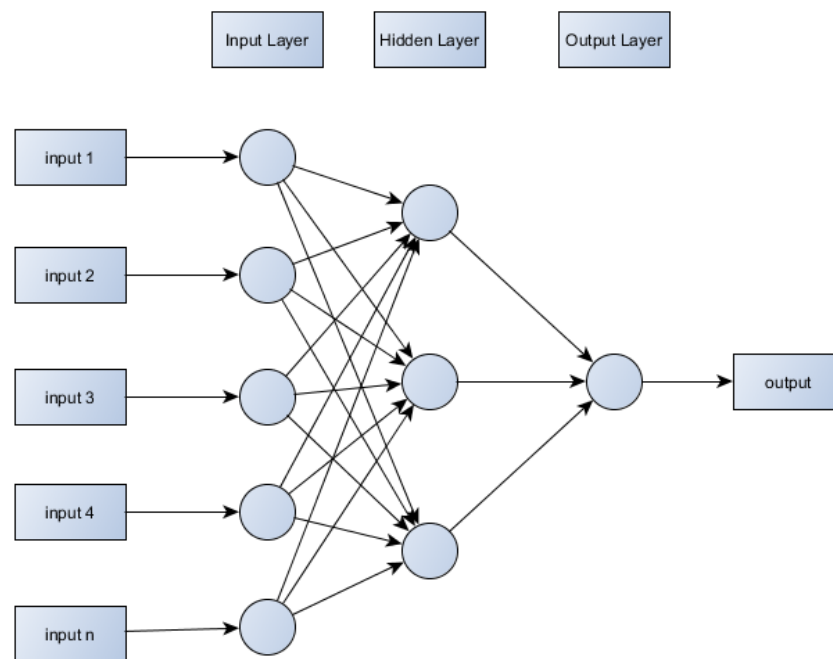 Input Layer
Hidden Layer
Output Layer
input 1
input 2
input 3
output
input 4
input n